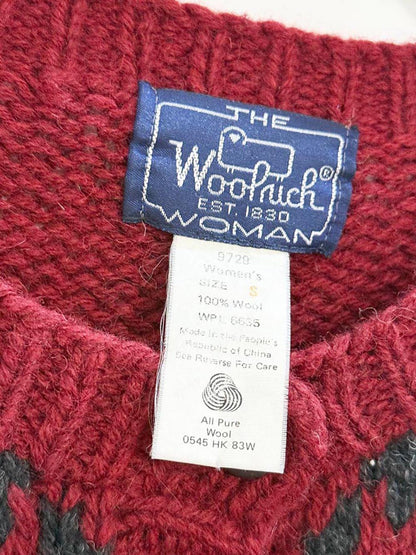 THE
Woolrich®
EST. 1830
WOMAN
9729
Women's
SIZE S
100% Wool
WPL 6635
Made in the People's
Republic of China
See Reverse For Care
All Pure
Wool
0545 HK 83W